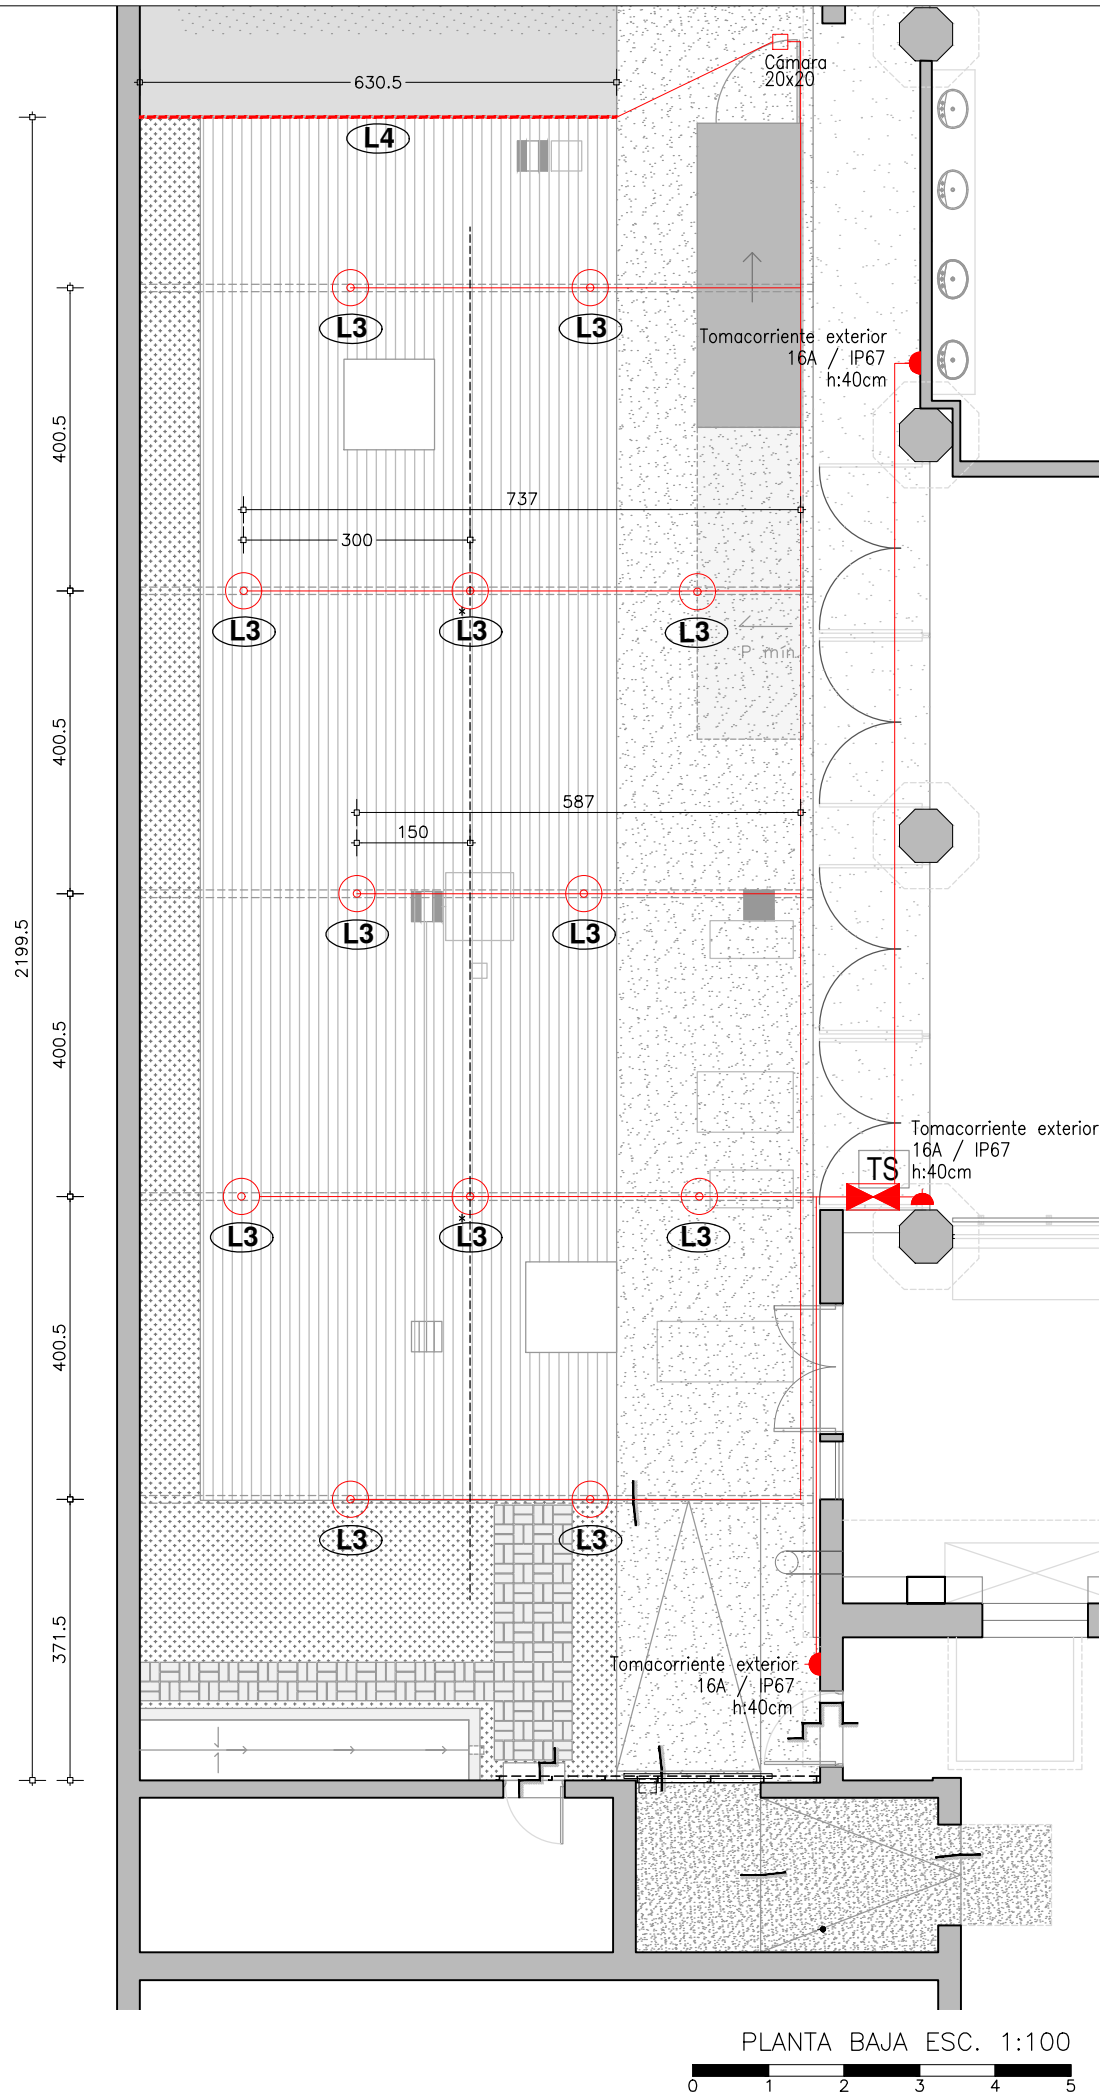 Cámara
20x20
630.5
L4
L3
L3
Tomacorriente exterior
16A / IP67
h:40cm
400.5
737
300
L3
L3
L3
P mín.
400.5
587
150
L3
L3
2199.5
400.5
Tomacorriente exterior
16A / IP67
h:40cm
TS
L3
L3
L3
400.5
L3
L3
371.5
Tomacorriente exterior
16A / IP67
h:40cm
PLANTA BAJA ESC. 1:100
0 1 2 3 4 5